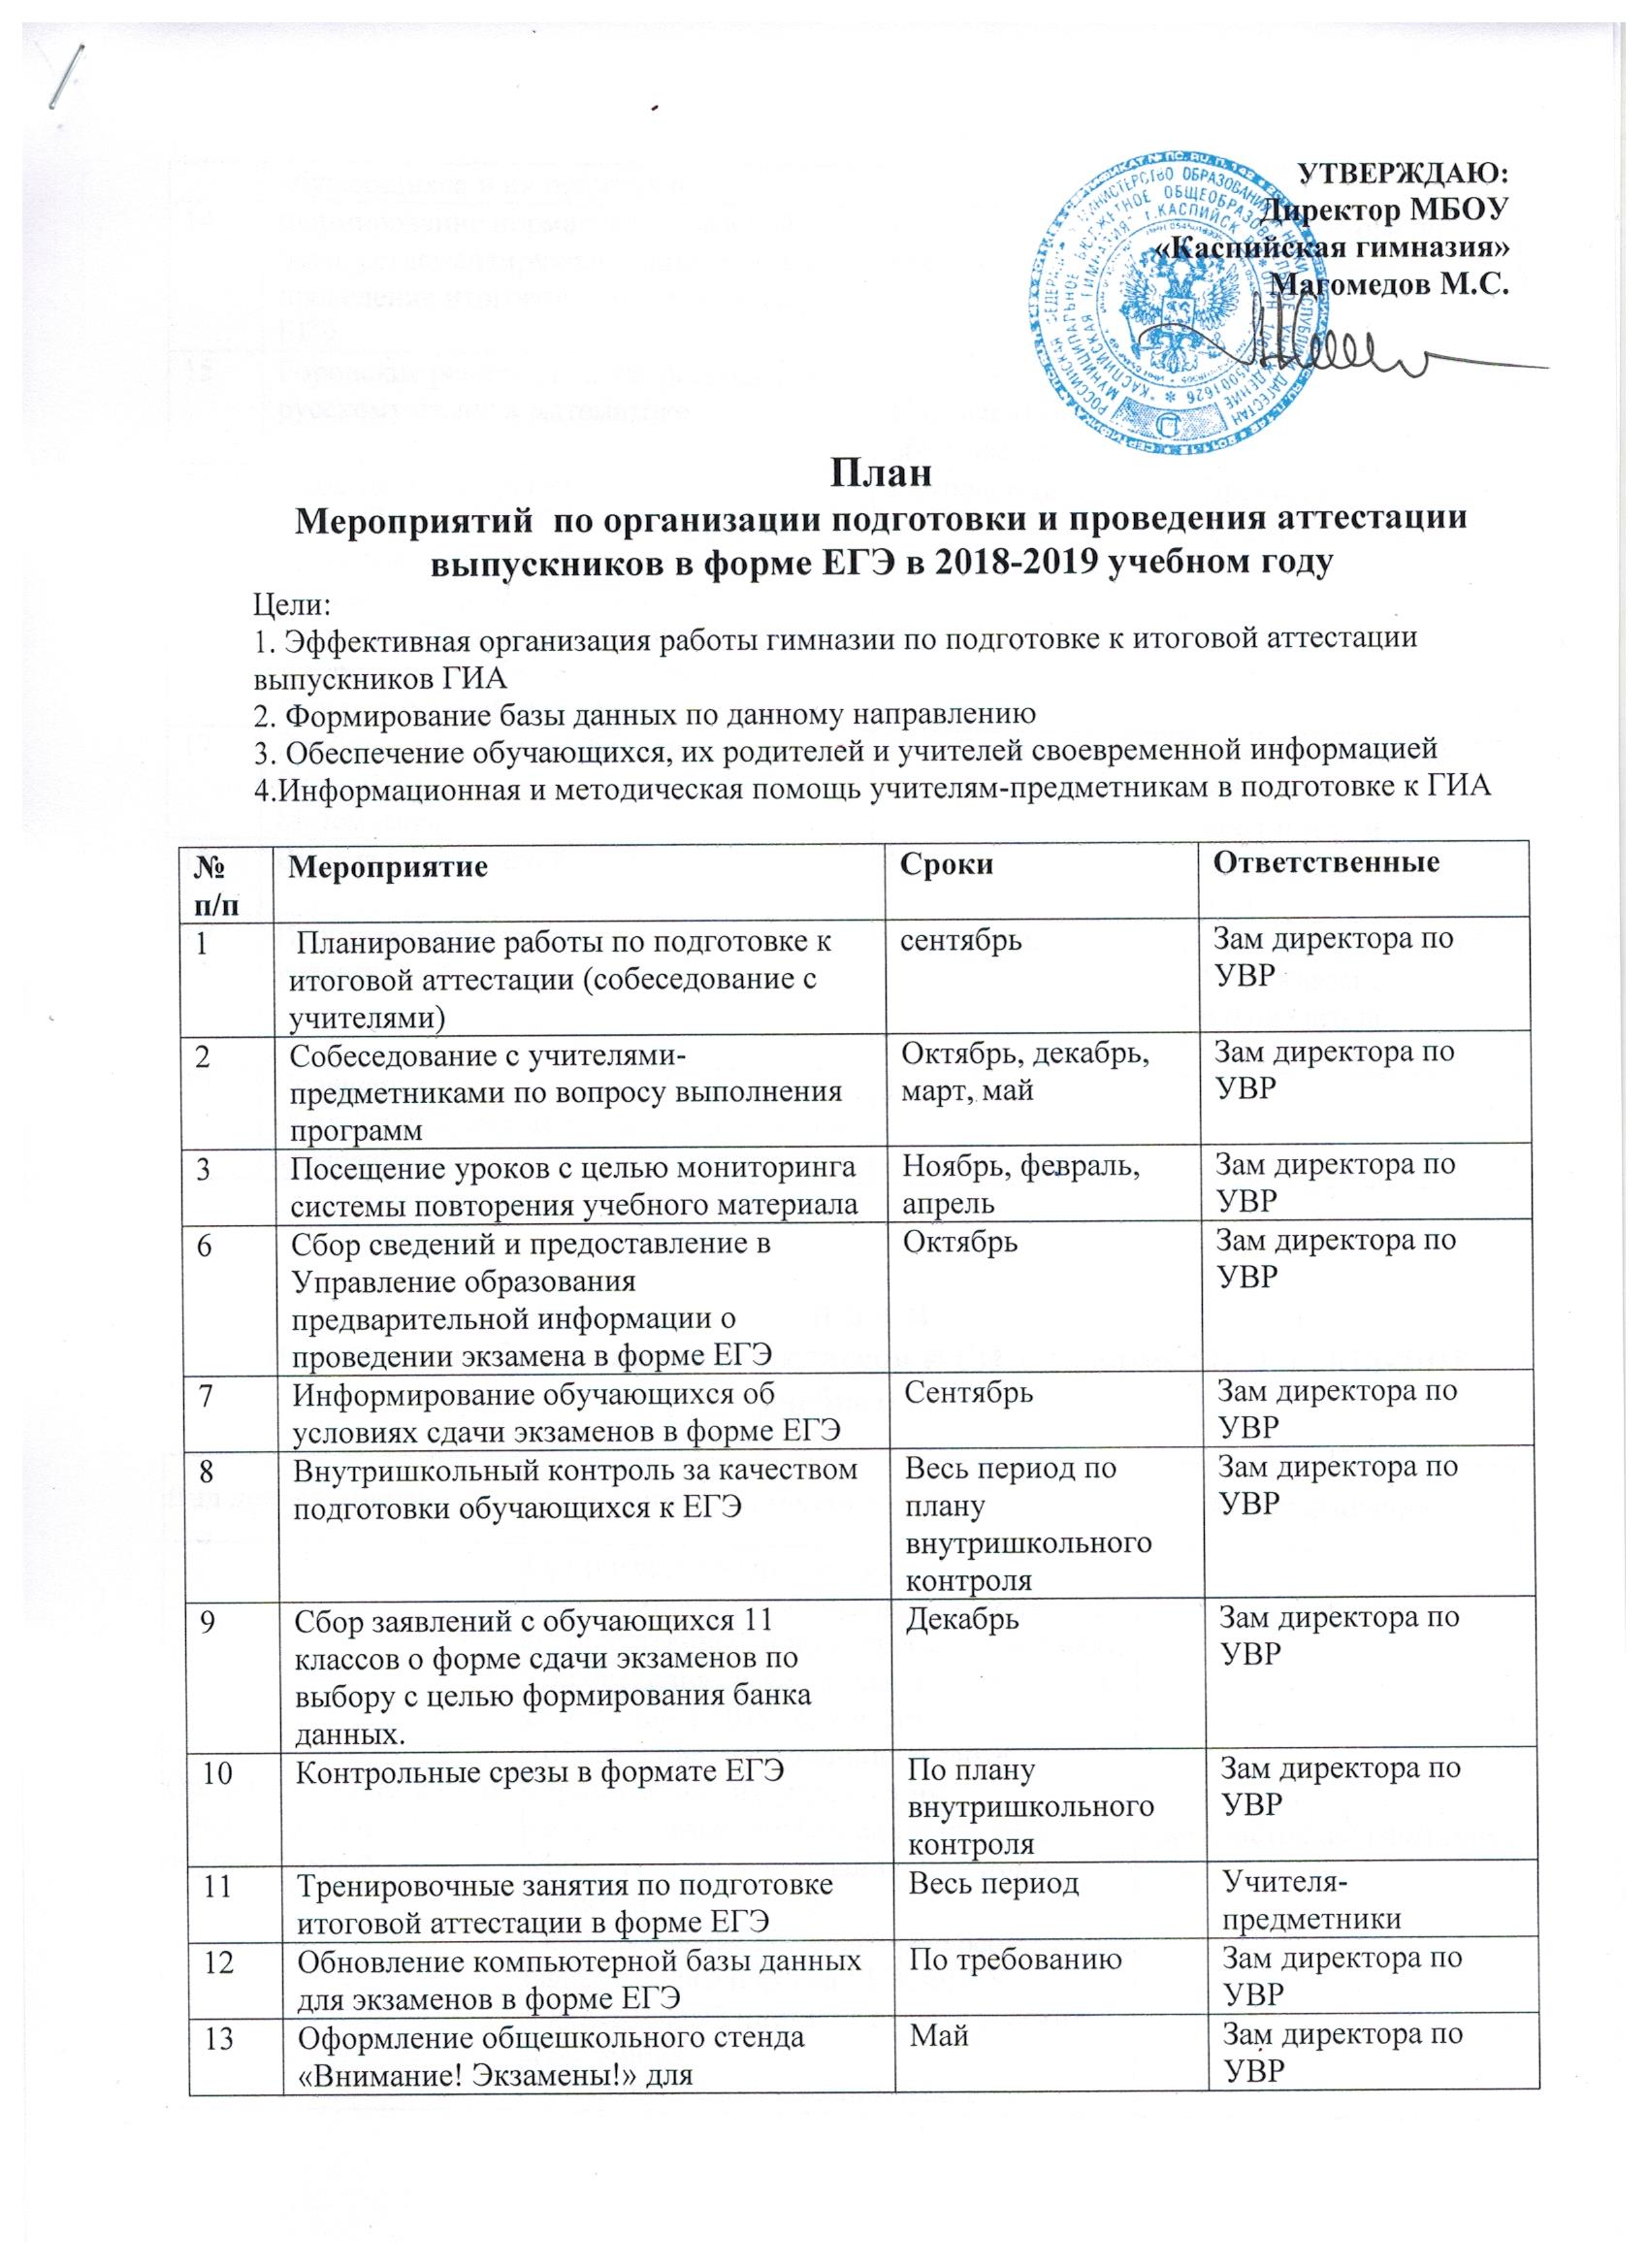 УТВЕРЖДАЮ:
Директор МБОУ
«Каспийская гимназия»
Магомедов М.С.
План
Мероприятий по организации подготовки и проведения аттестации
выпускников в форме ЕГЭ в 2018-2019 учебном году
Цели:
1. Эффективная организация работы гимназии по подготовке к итоговой аттестации
выпускников ГИА
2. Формирование базы данных по данному направлению
3. Обеспечение обучающихся, их родителей и учителей своевременной информацией
4.Информационная и методическая помощь учителям-предметникам в подготовке к ГИА
№ Мероприятие Сроки Ответственные
п/п
1 Планирование работы по подготовке к сентябрь Зам директора по
итоговой аттестации (собеседование с УВР
учителями)
2 Собеседование с учителями- Октябрь, декабрь, Зам директора по
предметниками по вопросу выполнения март, май УВР
программ
3 Посещение уроков с целью мониторинга Ноябрь, февраль, Зам директора по
системы повторения учебного материала апрель УВР
6 Сбор сведений и предоставление в Октябрь Зам директора по
Управление образования УВР
предварительной информации о
проведении экзамена в форме ЕГЭ
7 Информирование обучающихся об Сентябрь Зам директора по
условиях сдачи экзаменов в форме ЕГЭ УВР
8 Внутришкольный контроль за качеством Весь период по Зам директора по
подготовки обучающихся к ЕГЭ плану УВР
внутришкольного
контроля
9 Сбор заявлений с обучающихся 11 Декабрь Зам директора по
классов о форме сдачи экзаменов по УВР
выбору с целью формирования банка
данных.
10 Контрольные срезы в формате ЕГЭ По плану Зам директора по
внутришкольного УВР
контроля
11 Тренировочные занятия по подготовке Весь период Учителя-
итоговой аттестации в форме ЕГЭ предметники
12 Обновление компьютерной базы данных По требованию Зам директора по
для экзаменов в форме ЕГЭ УВР
13 Оформление общешкольного стенда Май Зам директора по
«Внимание! Экзамены!» для УВР